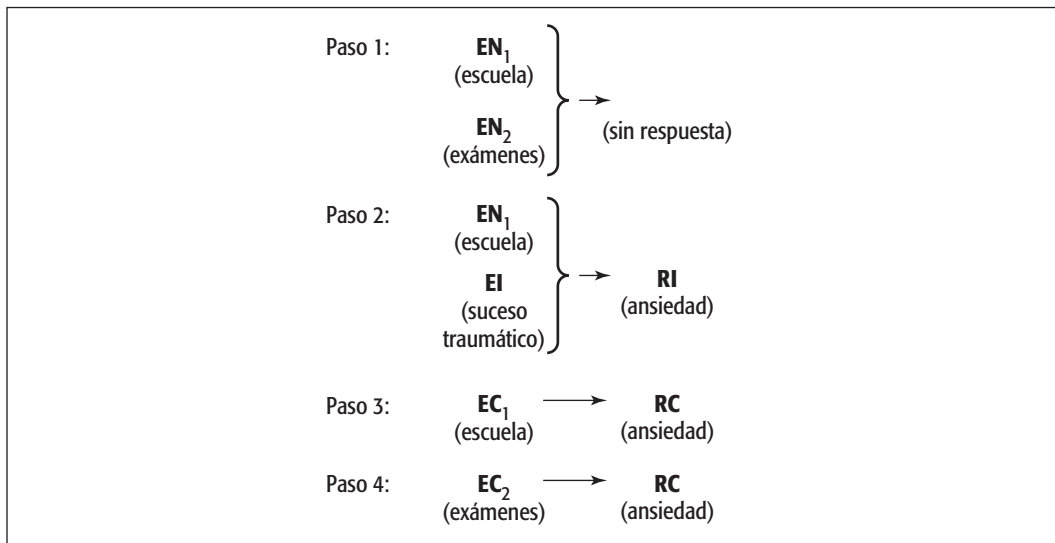 Paso 1: EN1
(escuela)
EN2
(exámenes)
(sin respuesta)
Paso 2: EN1
(escuela)
EI
(suceso
traumático)
RI
(ansiedad)
Paso 3: EC1 RC
(escuela) (ansiedad)
Paso 4: EC2 RC
(exámenes) (ansiedad)